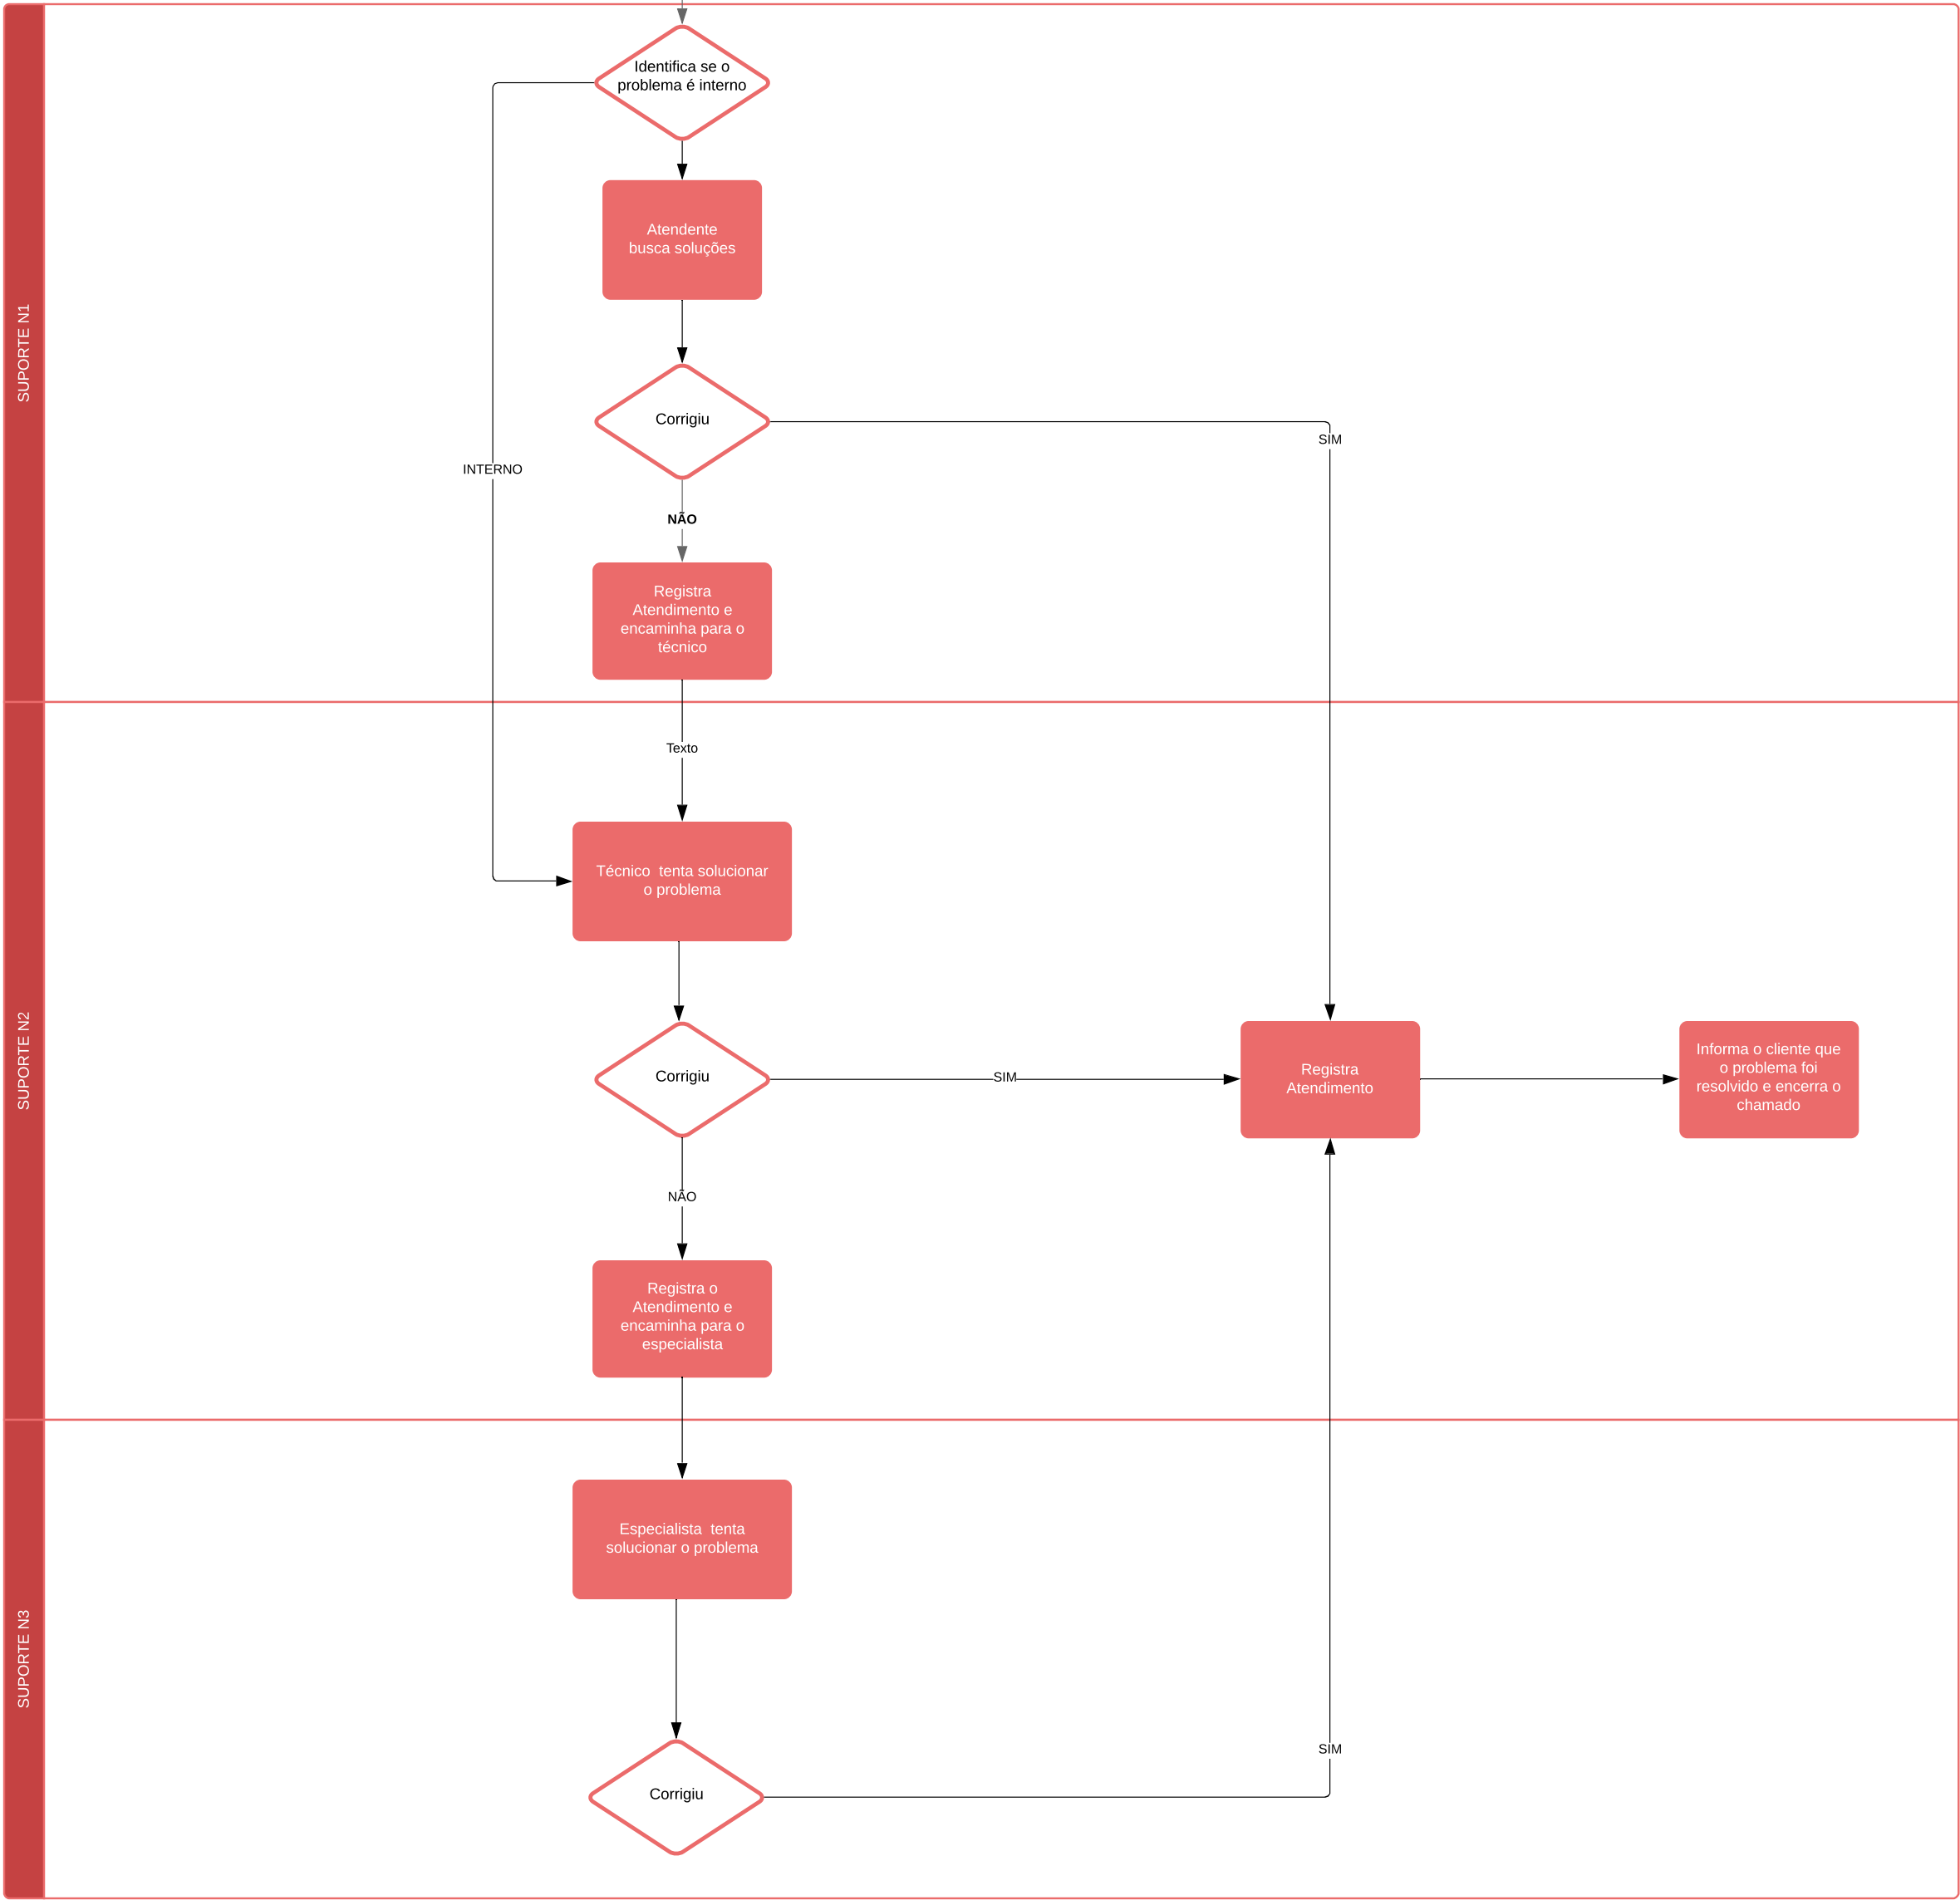 SUPORTE N1
Identifica se o
problema é interno
Atendente
busca soluções
Corrigiu
SIM
INTERNO
NÃO
Registra
Atendimento e
encaminha para o
técnico
SUPORTE N2
Texto
Técnico  tenta solucionar
o problema
Corrigiu
SIM
Registra
Atendimento
Informa o cliente que
o problema foi
resolvido e encerra o
chamado
NÃO
Registra o
Atendimento e
encaminha para o
especialista
SUPORTE N3
Especialista  tenta
solucionar o problema
SIM
Corrigiu